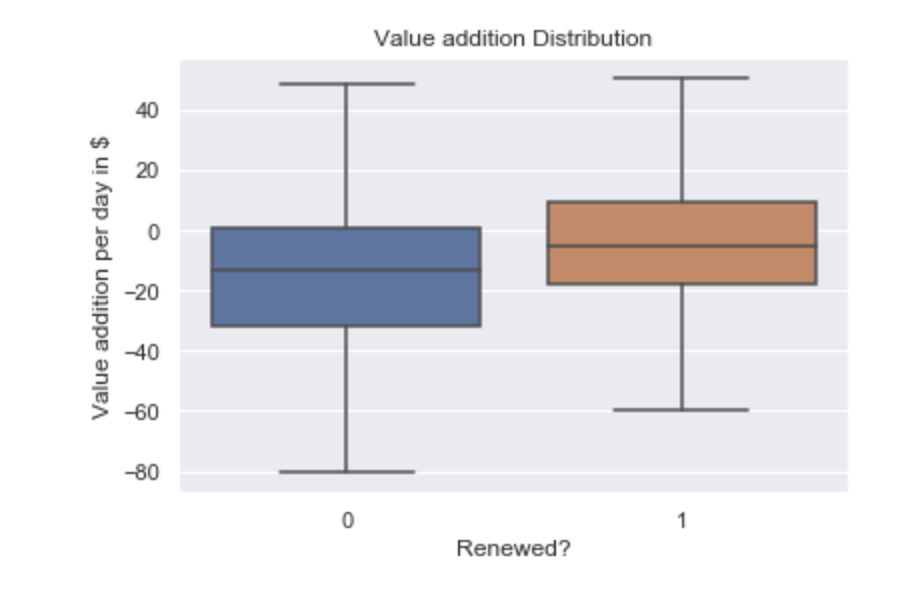 Value addition Distribution
Value addition per day in $
40
20
0
−20
−40
−60
−80
0 1
Renewed?